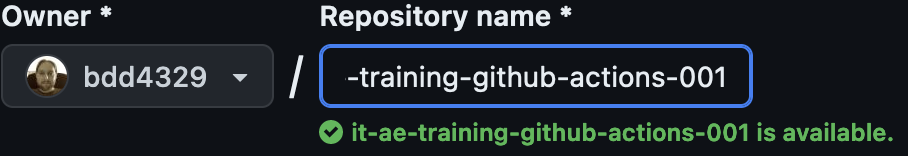 Owner * Repository name *
bdd4329 / -training-github-actions-001
it-ae-training-github-actions-001 is available.